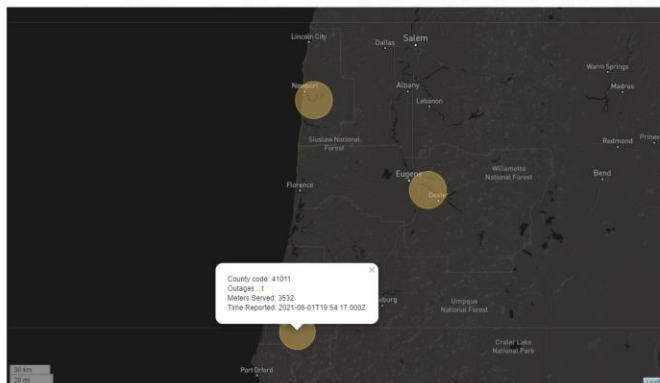 Lincoln City
Dallas
Salem
Warm Springs
Newport
Albany
Madras
Lebanon
Siuslaw National
Forest
Redmond
Eugene
Willamette
National Forest
Bend
Florence
County code: 41011
Outages : 1
Meters Served: 3532
Time Reported: 2021-06-01T19:54:17.000Z
Umpqua
National Forest
Crater Lake
National Park
Port Orford
30 km
20 mi